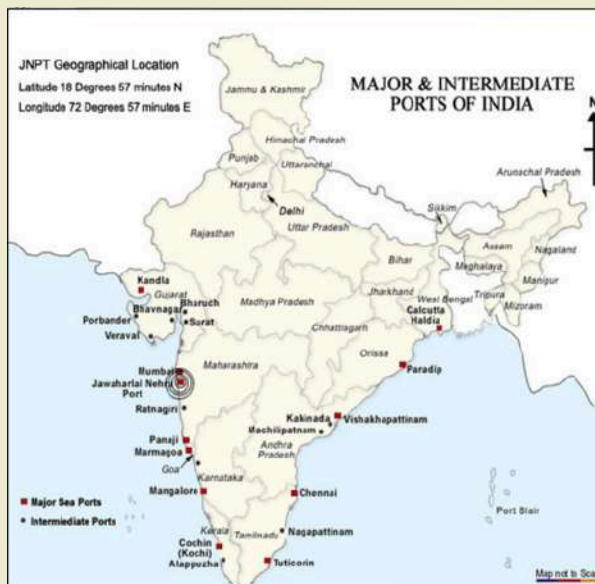 JNPT Geographical Location
Latitude 18 Degrees 57 minutes N
Longitude 72 Degrees 57 minutes E
MAJOR & INTERMEDIATE
PORTS OF INDIA
N
Jammu & Kashmir
Himachal Pradesh
Punjab
Uttaranchal
Haryana
Delhi
Arunachal Pradesh
Sikkim
Rajasthan
Uttar Pradesh
Assam
Nagaland
Bihar
Meghalaya
Manipur
Kandla
Gujarat
Jharkhand
West Bengal
Tripura
Mizoram
Bharuch
Bhavnagar
Madhya Pradesh
Calcutta
Haldia
Porbander
Surat
Chhattisgarh
Veraval
Orissa
Maharashtra
Paradip
Mumbai
Jawaharlal Nehru
Port
Ratnagiri
Kakinada
Vishakhapattinam
Machilipatnam
Panaji
Andhra
Pradesh
Marmagoa
Goa
Karnataka
Major Sea Ports
Mangalore
Chennai
Port Blair
Intermediate Ports
Kerala
Nagapattinam
Tamilnadu
Cochin
(Kochi)
Alappuzha
Tuticorin
Map not to Sca